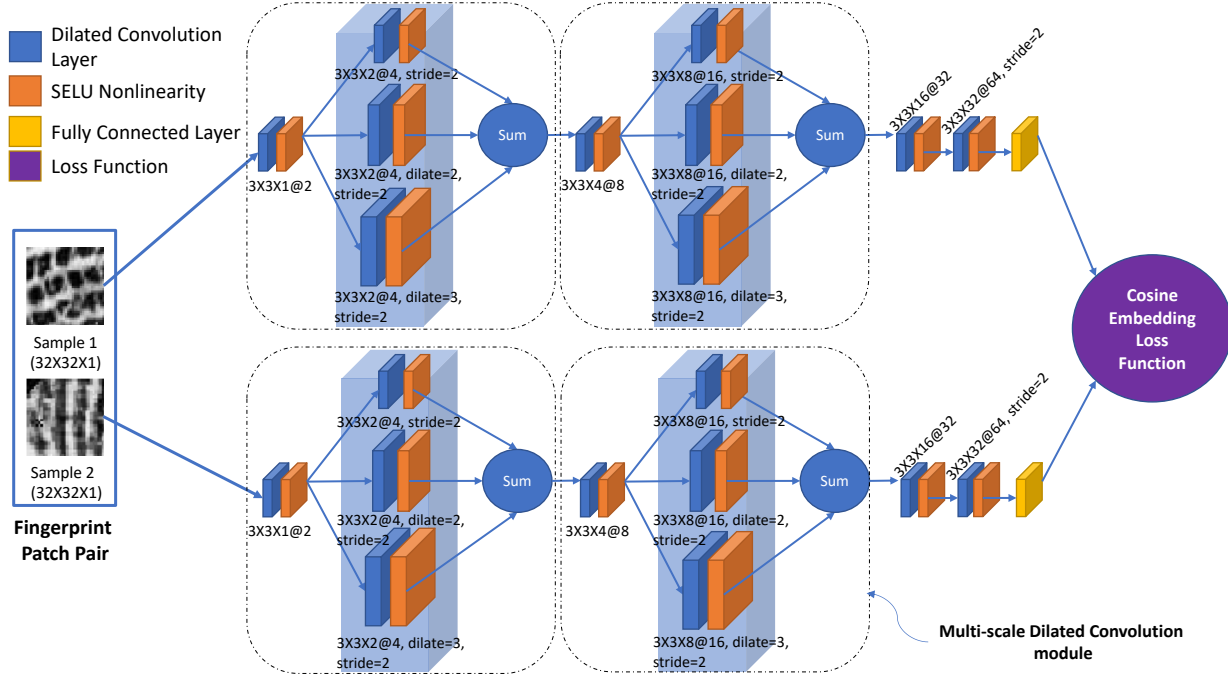 Dilated Convolution
Layer
SELU Nonlinearity
Fully Connected Layer
Loss Function
Sample 1
(32X32X1)
Sample 2
(32X32X1)
Fingerprint
Patch Pair
3X3X1@2
3X3X2@4, stride=2
3X3X2@4, dilate=2,
stride=2
3X3X2@4, dilate=3,
stride=2
Sum
3X3X4@8
3X3X8@16, stride=2
3X3X8@16, dilate=2,
stride=2
3X3X8@16, dilate=3,
stride=2
Sum
3X3X16@32
3X3X32@64, stride=2
3X3X1@2
3X3X2@4, stride=2
3X3X2@4, dilate=2,
stride=2
3X3X2@4, dilate=3,
stride=2
Sum
3X3X4@8
3X3X8@16, stride=2
3X3X8@16, dilate=2,
stride=2
3X3X8@16, dilate=3,
stride=2
Sum
3X3X16@32
3X3X32@64, stride=2
Cosine
Embedding
Loss
Function
Multi-scale Dilated Convolution
module